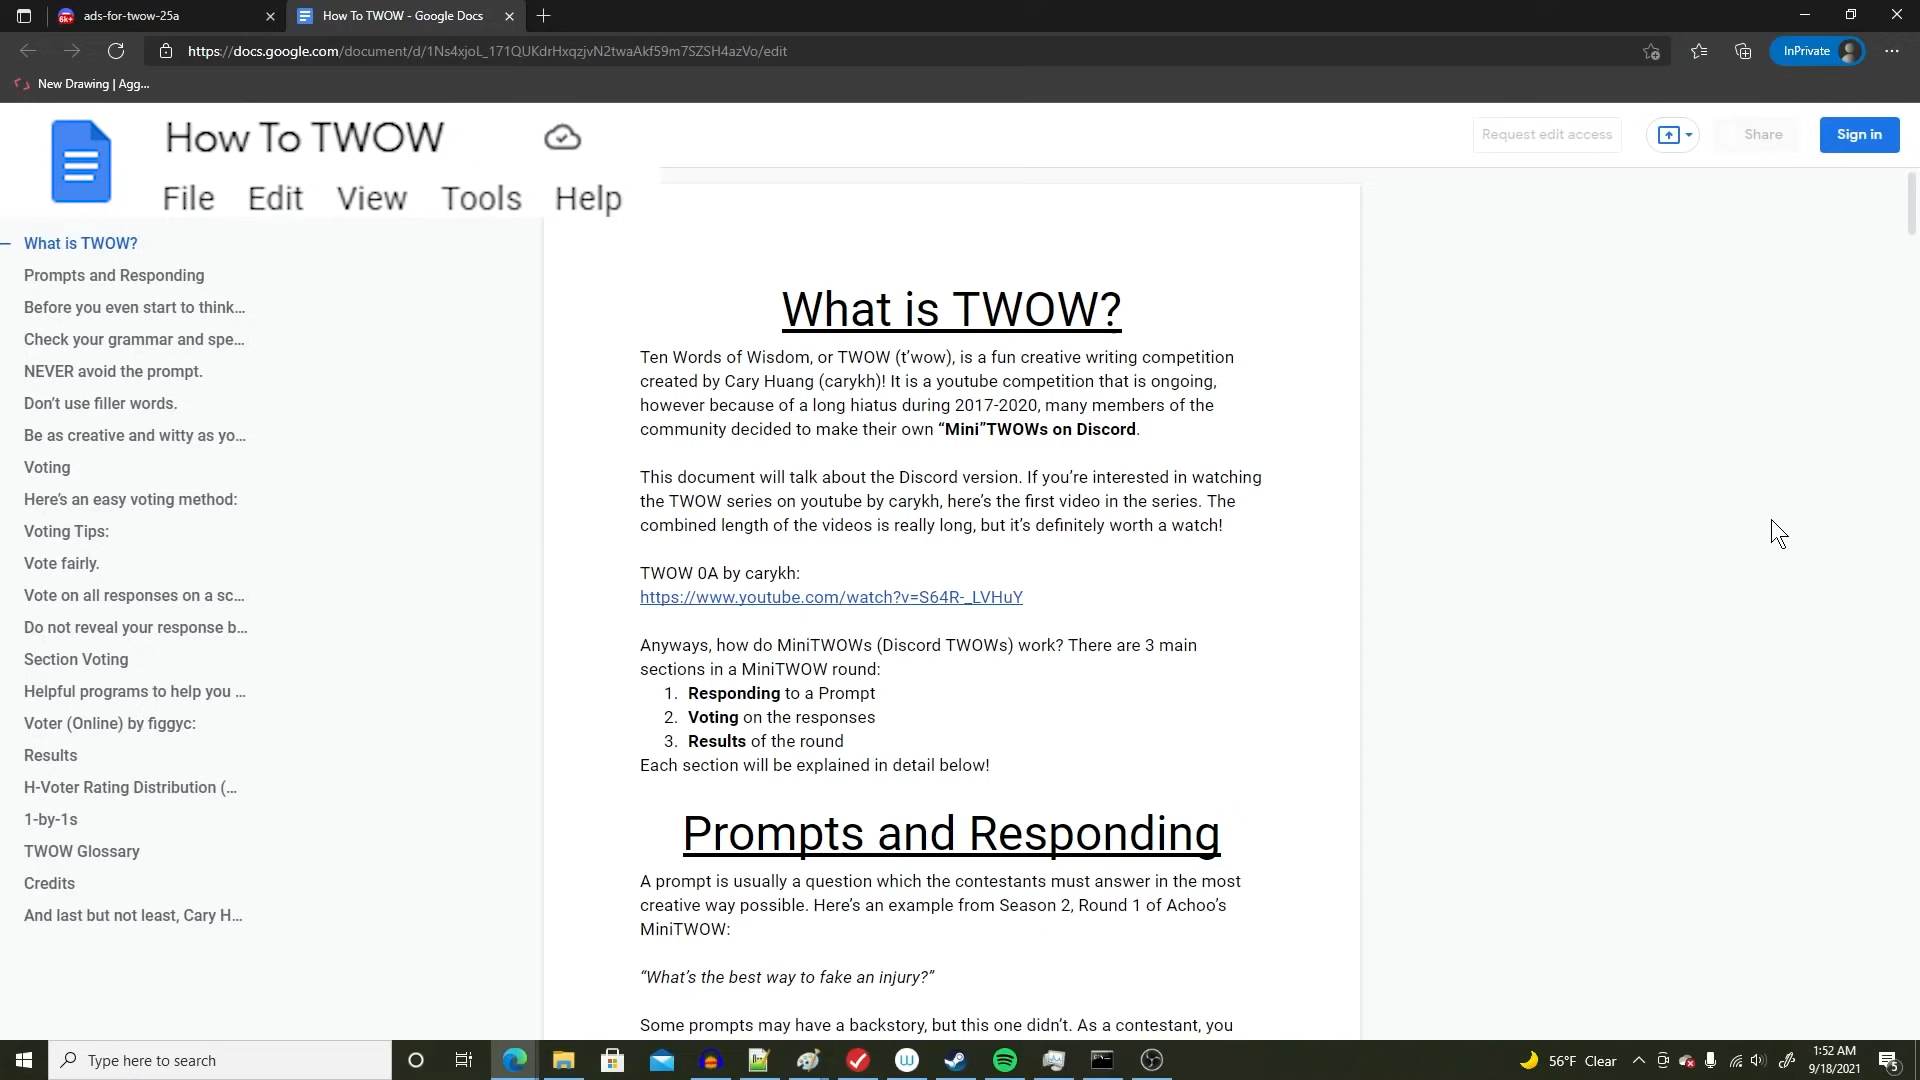 ads-for-twow-25a
How To TWOW - Google Docs
https://docs.google.com/document/d/1Ns4xjoL_171QUKdrHxqzjvN2twaAkf59m7SZSH4azVo/edit
InPrivate
New Drawing | Agg...
How To TWOW
File Edit View Tools Help
Request edit access
Share
Sign in
What is TWOW?
Prompts and Responding
Before you even start to think...
Check your grammar and spe...
NEVER avoid the prompt.
Don’t use filler words.
Be as creative and witty as yo...
Voting
Here’s an easy voting method:
Voting Tips:
Vote fairly.
Vote on all responses on a sc...
Do not reveal your response b...
Section Voting
Helpful programs to help you ...
Voter (Online) by figgyc:
Results
H-Voter Rating Distribution (...
1-by-1s
TWOW Glossary
Credits
And last but not least, Cary H...
What is TWOW?
Ten Words of Wisdom, or TWOW (t’wow), is a fun creative writing competition
created by Cary Huang (carykh)! It is a youtube competition that is ongoing,
however because of a long hiatus during 2017-2020, many members of the
community decided to make their own “Mini”TWOWs on Discord.
This document will talk about the Discord version. If you’re interested in watching
the TWOW series on youtube by carykh, here’s the first video in the series. The
combined length of the videos is really long, but it’s definitely worth a watch!
TWOW 0A by carykh:
https://www.youtube.com/watch?v=S64R-_LVHuY
Anyways, how do MiniTWOWs (Discord TWOWs) work? There are 3 main
sections in a MiniTWOW round:
1. Responding to a Prompt
2. Voting on the responses
3. Results of the round
Each section will be explained in detail below!
Prompts and Responding
A prompt is usually a question which the contestants must answer in the most
creative way possible. Here’s an example from Season 2, Round 1 of Achoo’s
MiniTWOW:
“What’s the best way to fake an injury?”
Some prompts may have a backstory, but this one didn’t. As a contestant, you
Type here to search
56°F Clear
1:52 AM
9/18/2021
5